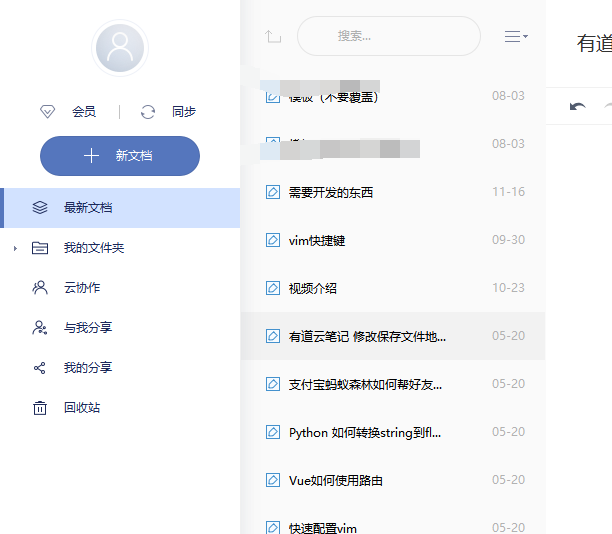 会员
同步
新文档
最新文档
我的文件夹
云协作
与我分享
我的分享
回收站
搜索...
模板（不要覆盖） 08-03
08-03
需要开发的东西 11-16
vim快捷键 09-30
视频介绍 10-23
有道云笔记 修改保存文件地... 05-20
支付宝蚂蚁森林如何帮好友... 05-20
Python 如何转换string到fl... 05-20
Vue如何使用路由 05-20
快速配置vim 05-20
有道